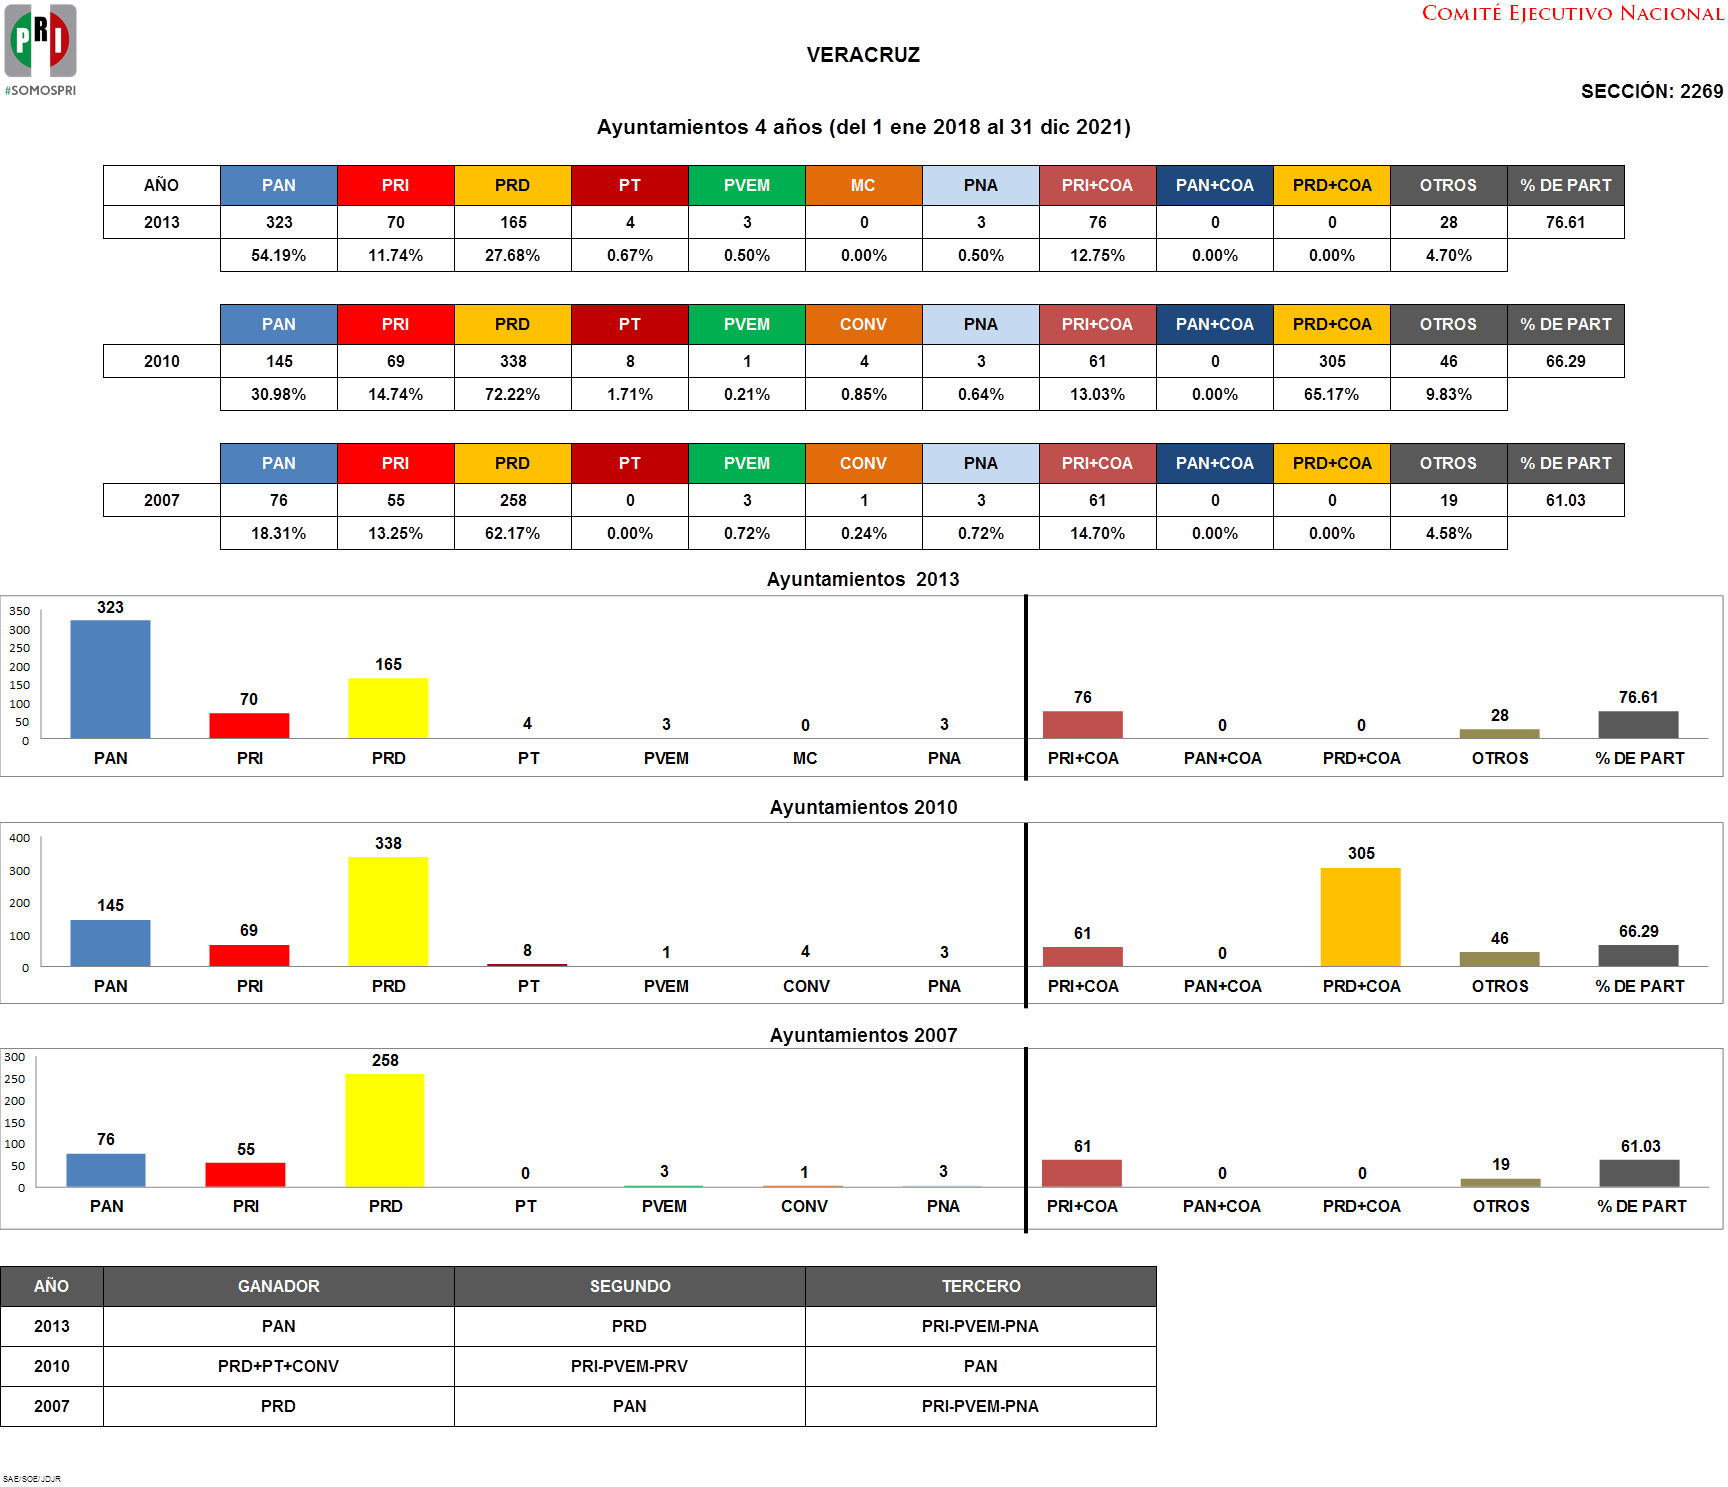 PRI
#SOMOSPRI
COMITÉ EJECUTIVO NACIONAL
VERACRUZ
SECCIÓN: 2269
Ayuntamientos 4 años (del 1 ene 2018 al 31 dic 2021)
AÑO PAN PRI PRD PT PVEM MC PNA PRI+COA PAN+COA PRD+COA OTROS % DE PART
2013 323 70 165 4 3 0 3 76 0 0 28 76.61
54.19% 11.74% 27.68% 0.67% 0.50% 0.00% 0.50% 12.75% 0.00% 0.00% 4.70%
PAN PRI PRD PT PVEM CONV PNA PRI+COA PAN+COA PRD+COA OTROS % DE PART
2010 145 69 338 8 1 4 3 61 0 305 46 66.29
30.98% 14.74% 72.22% 1.71% 0.21% 0.85% 0.64% 13.03% 0.00% 65.17% 9.83%
PAN PRI PRD PT PVEM CONV PNA PRI+COA PAN+COA PRD+COA OTROS % DE PART
2007 76 55 258 0 3 1 3 61 0 0 19 61.03
18.31% 13.25% 62.17% 0.00% 0.72% 0.24% 0.72% 14.70% 0.00% 0.00% 4.58%
Ayuntamientos 2013
350
300
250
200
150
100
50
0
323 70 165 4 3 0 3 76 0 0 28 76.61
PAN PRI PRD PT PVEM MC PNA PRI+COA PAN+COA PRD+COA OTROS % DE PART
Ayuntamientos 2010
400
300
200
100
0
145 69 338 8 1 4 3 61 0 305 46 66.29
PAN PRI PRD PT PVEM CONV PNA PRI+COA PAN+COA PRD+COA OTROS % DE PART
Ayuntamientos 2007
300
250
200
150
100
50
0
76 55 258 0 3 1 3 61 0 0 19 61.03
PAN PRI PRD PT PVEM CONV PNA PRI+COA PAN+COA PRD+COA OTROS % DE PART
AÑO GANADOR SEGUNDO TERCERO
2013 PAN PRD PRI-PVEM-PNA
2010 PRD+PT+CONV PRI-PVEM-PRV PAN
2007 PRD PAN PRI-PVEM-PNA
SAE/SOE/JDJR